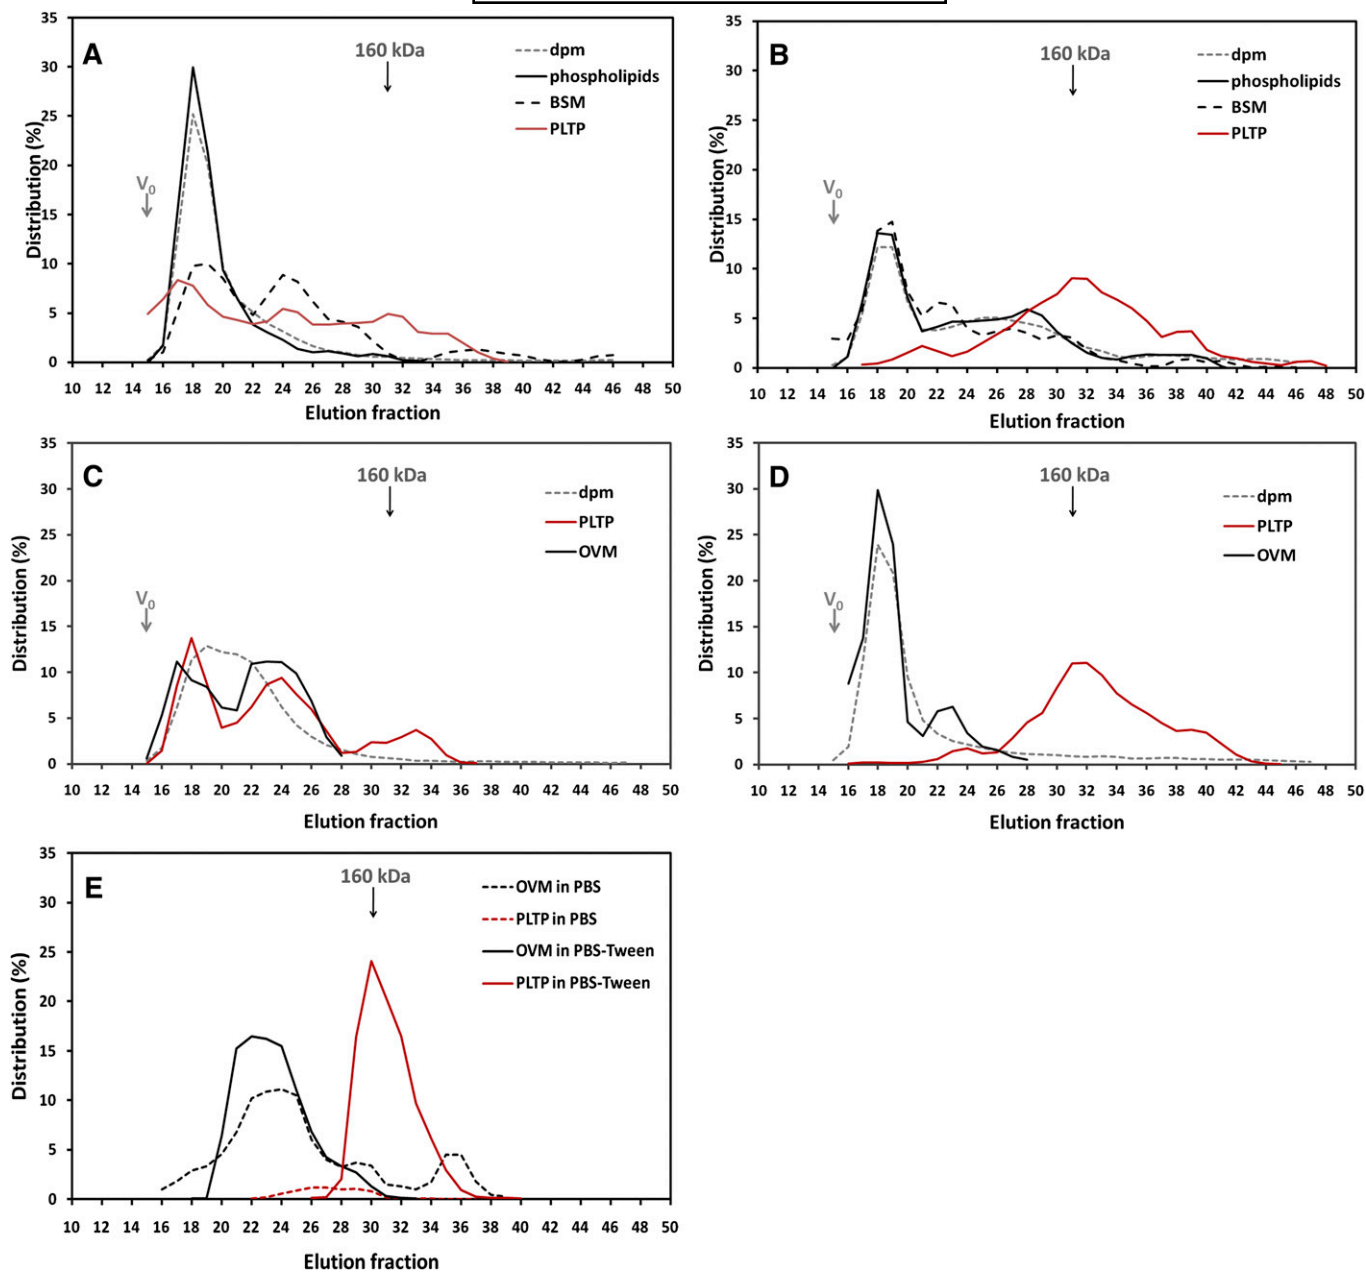 A
35
30
25
20
15
10
5
0
Distribution (%)
160 kDa
V0
dpm
phospholipids
BSM
PLTP
10 12 14 16 18 20 22 24 26 28 30 32 34 36 38 40 42 44 46 48 50
Elution fraction
B
35
30
25
20
15
10
5
0
Distribution (%)
160 kDa
V0
dpm
phospholipids
BSM
PLTP
10 12 14 16 18 20 22 24 26 28 30 32 34 36 38 40 42 44 46 48 50
Elution fraction
C
35
30
25
20
15
10
5
0
Distribution (%)
160 kDa
V0
dpm
PLTP
OVM
10 12 14 16 18 20 22 24 26 28 30 32 34 36 38 40 42 44 46 48 50
Elution fraction
D
35
30
25
20
15
10
5
0
Distribution (%)
160 kDa
V0
dpm
PLTP
OVM
10 12 14 16 18 20 22 24 26 28 30 32 34 36 38 40 42 44 46 48 50
Elution fraction
E
35
30
25
20
15
10
5
0
Distribution (%)
160 kDa
OVM in PBS
PLTP in PBS
OVM in PBS-Tween
PLTP in PBS-Tween
10 12 14 16 18 20 22 24 26 28 30 32 34 36 38 40 42 44 46 48 50
Elution fraction